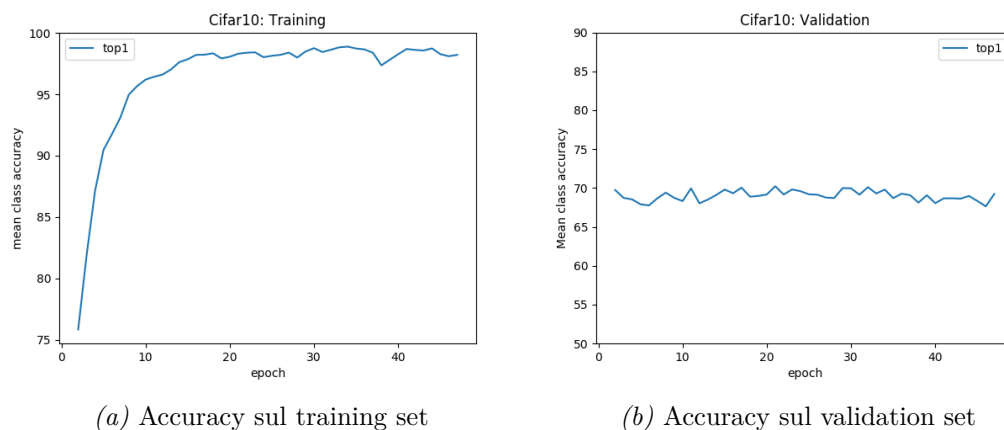 Cifar10: Training
top1
mean class accuracy
100
95
90
85
80
75
0 10 20 30 40
epoch
(a) Accuracy sul training set
Cifar10: Validation
top1
Mean class accuracy
90
85
80
75
70
65
60
55
50
0 10 20 30 40
epoch
(b) Accuracy sul validation set